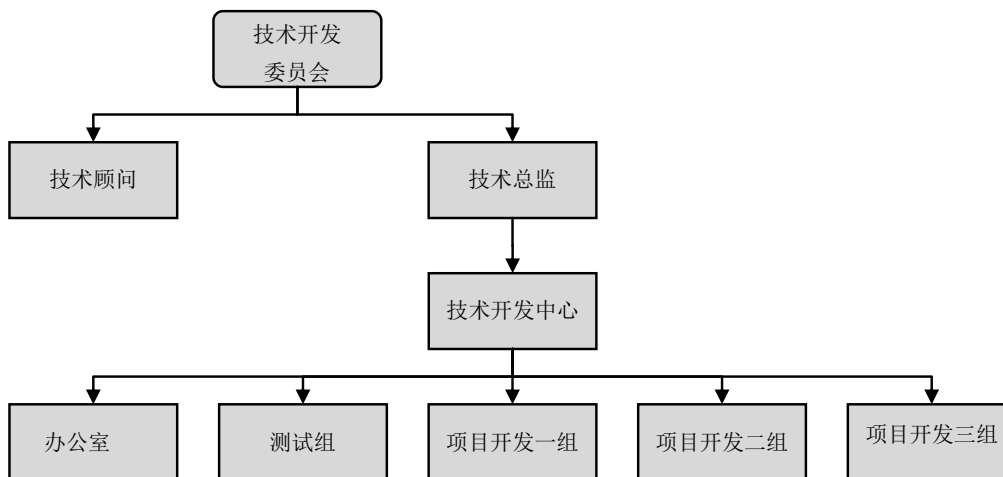 技术开发
委员会
技术顾问
技术总监
技术开发中心
办公室
测试组
项目开发一组
项目开发二组
项目开发三组